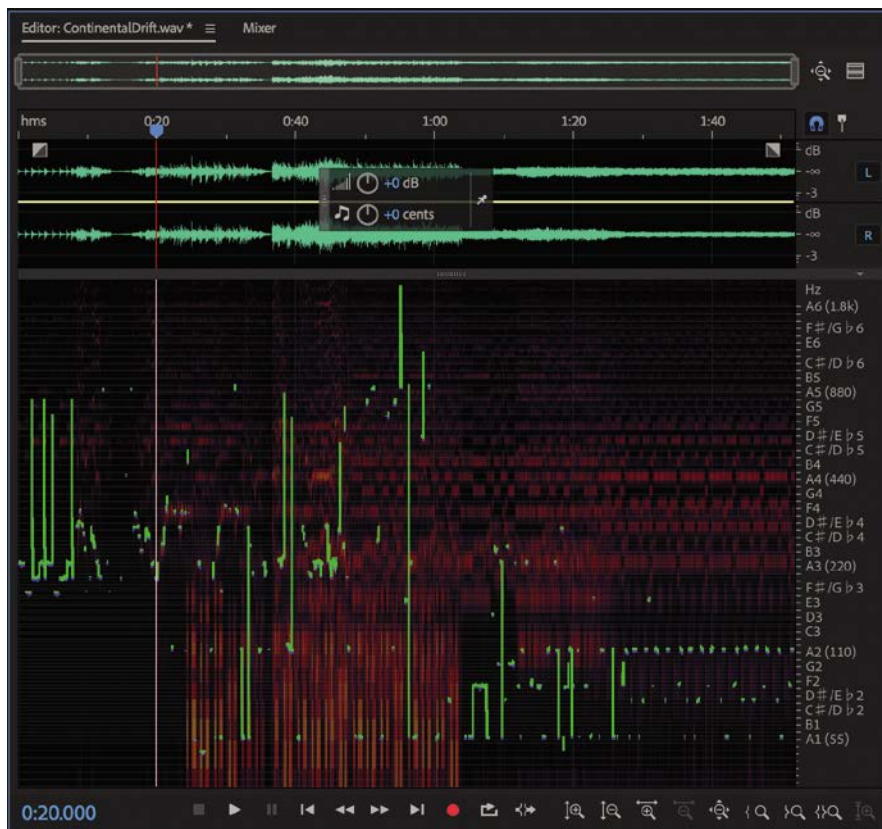 Editor: ContinentalDrift.wav * ≡ Mixer
hms 0:20 0:40 1:00 1:20 1:40
dB
+0 dB
-∞
L
-3
+0 cents
dB
-∞
R
-3
Hz
A6 (1.8k)
F♯/G♭6
E6
C♯/D♭6
B5
A5 (880)
G5
F5
D♯/E♭5
C♯/D♭5
B4
A4 (440)
G4
F4
D♯/E♭4
C♯/D♭4
B3
A3 (220)
F♯/G♭3
E3
D3
C3
A2 (110)
G2
F2
D♯/E♭2
C♯/D♭2
B1
A1 (55)
0:20.000